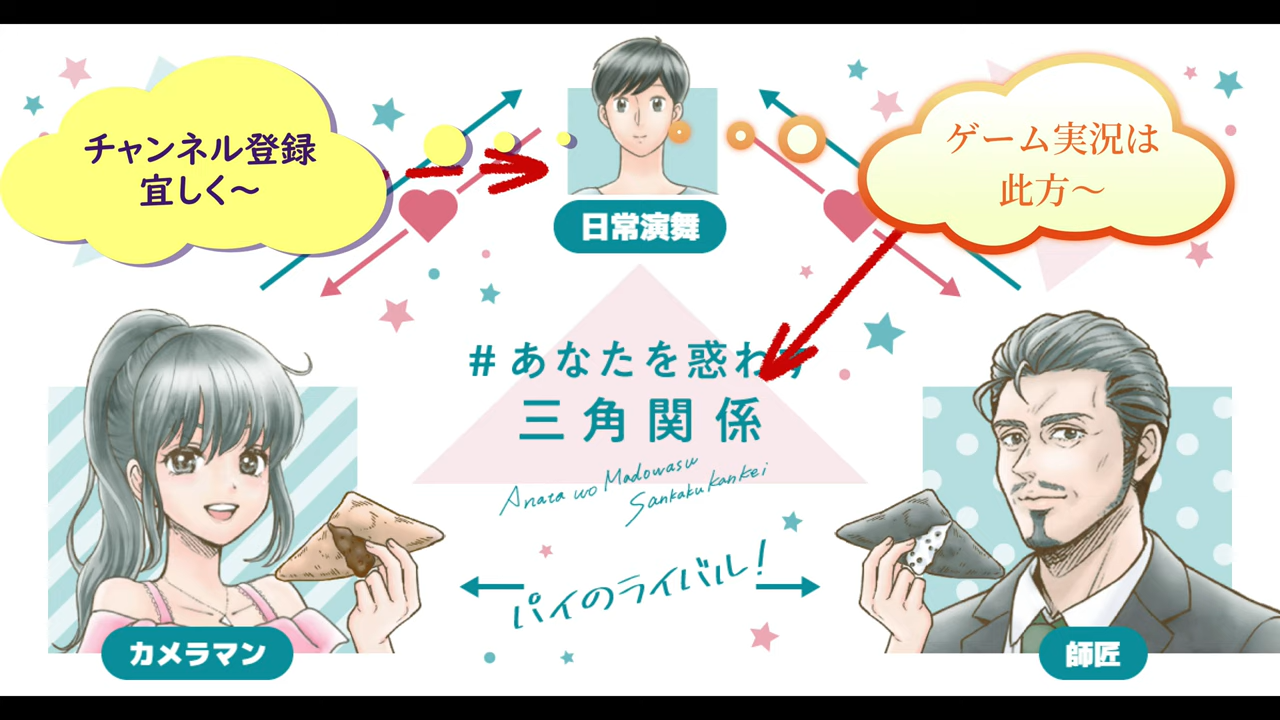 チャンネル登録
宜しく～
ゲーム実況は
此方～
日常演舞
#あなたを惑わす
三角関係
Anata wo Madowasu
Sankaku kankei
パイのライバル!
カメラマン
師匠